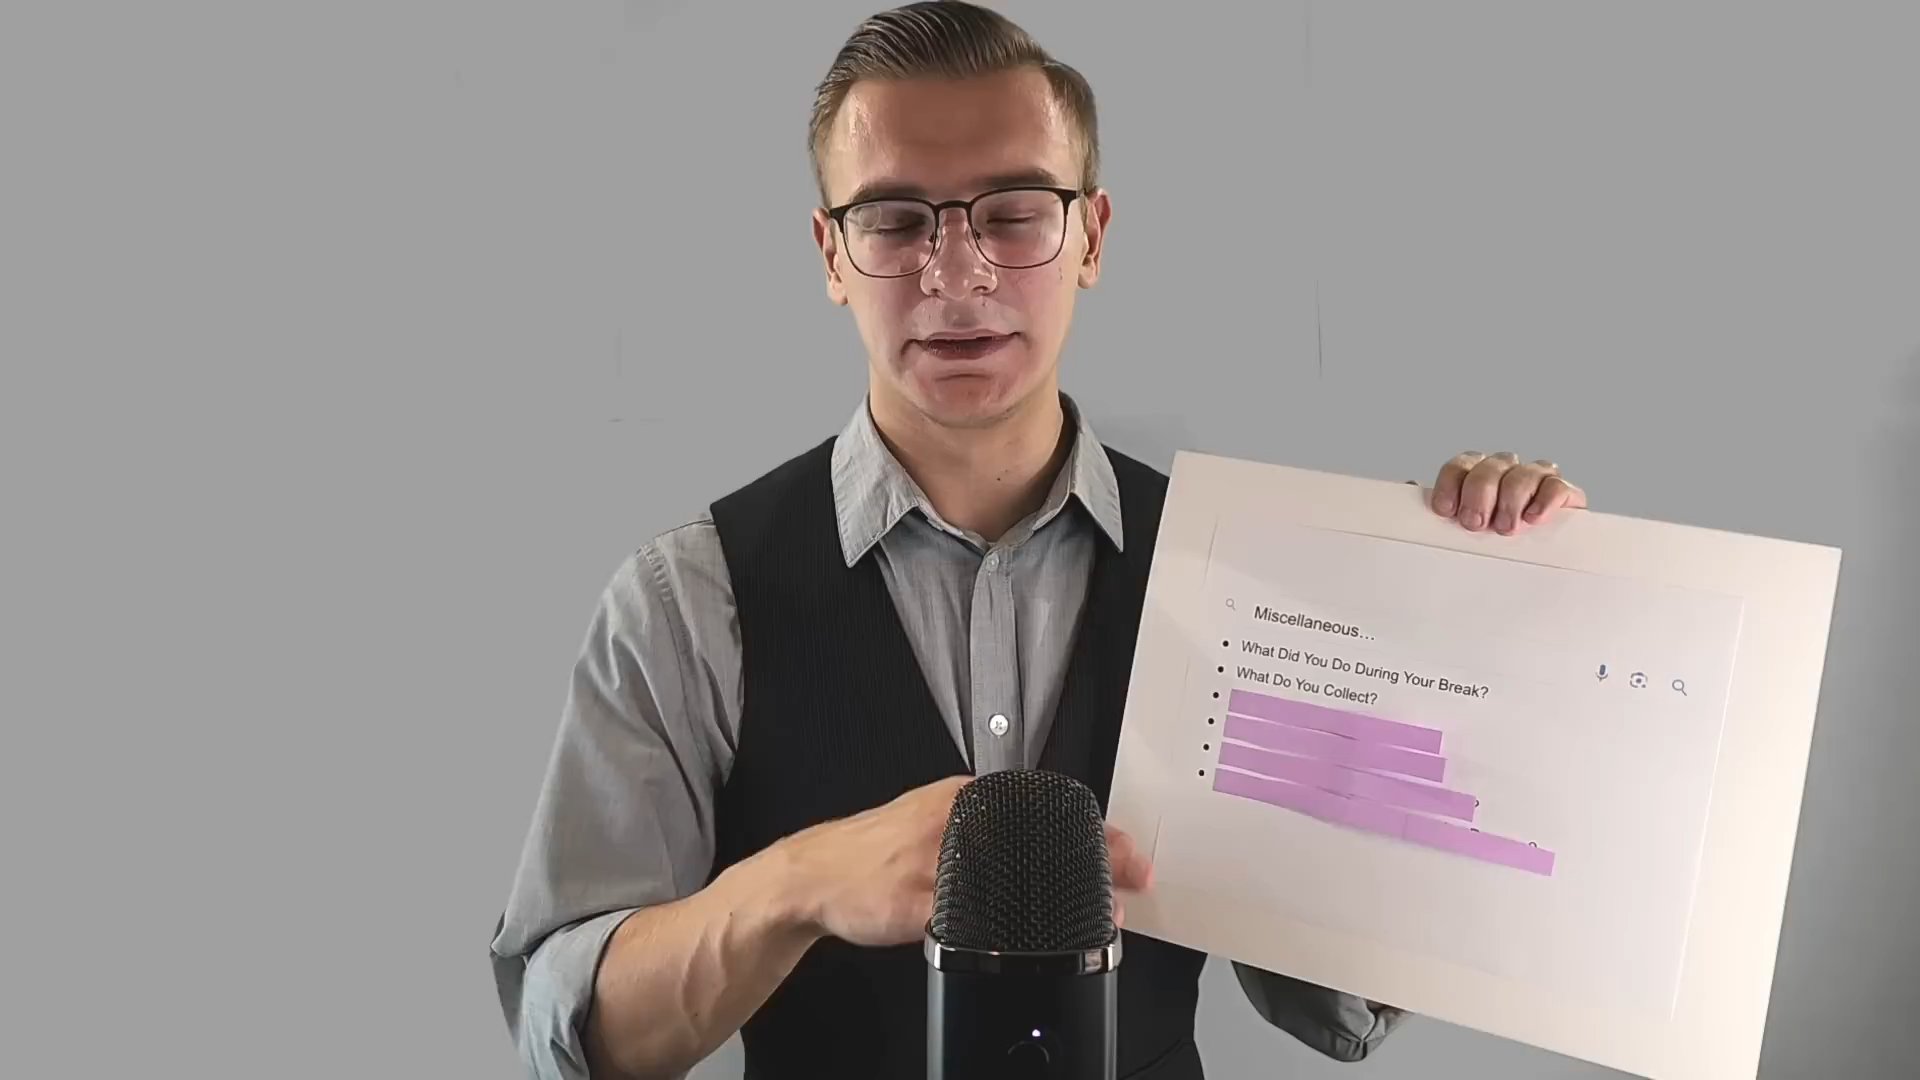 Miscellaneous...
• What Did You Do During Your Break?
• What Do You Collect?